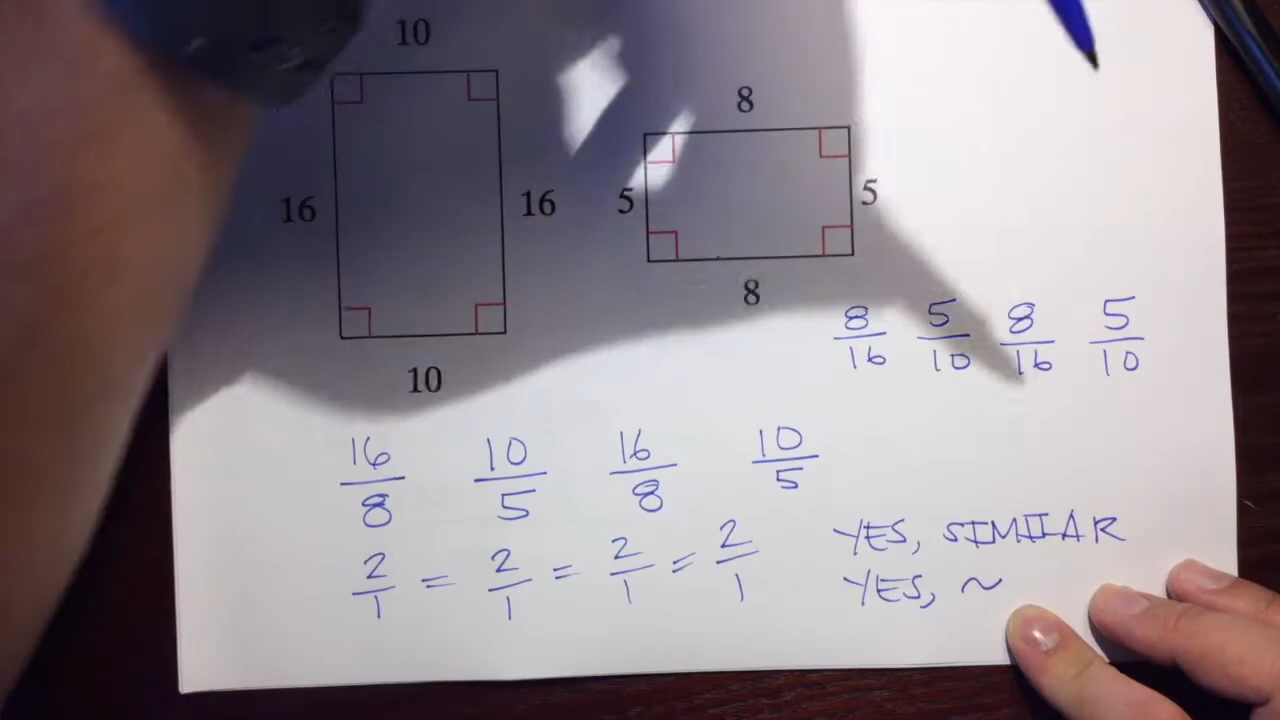 10
8
16 16 5 5
8
10
8/16 5/10 8/16 5/10
16/8 10/5 16/8 10/5
2/1 = 2/1 = 2/1 = 2/1
YES, SIMILAR
YES, ~